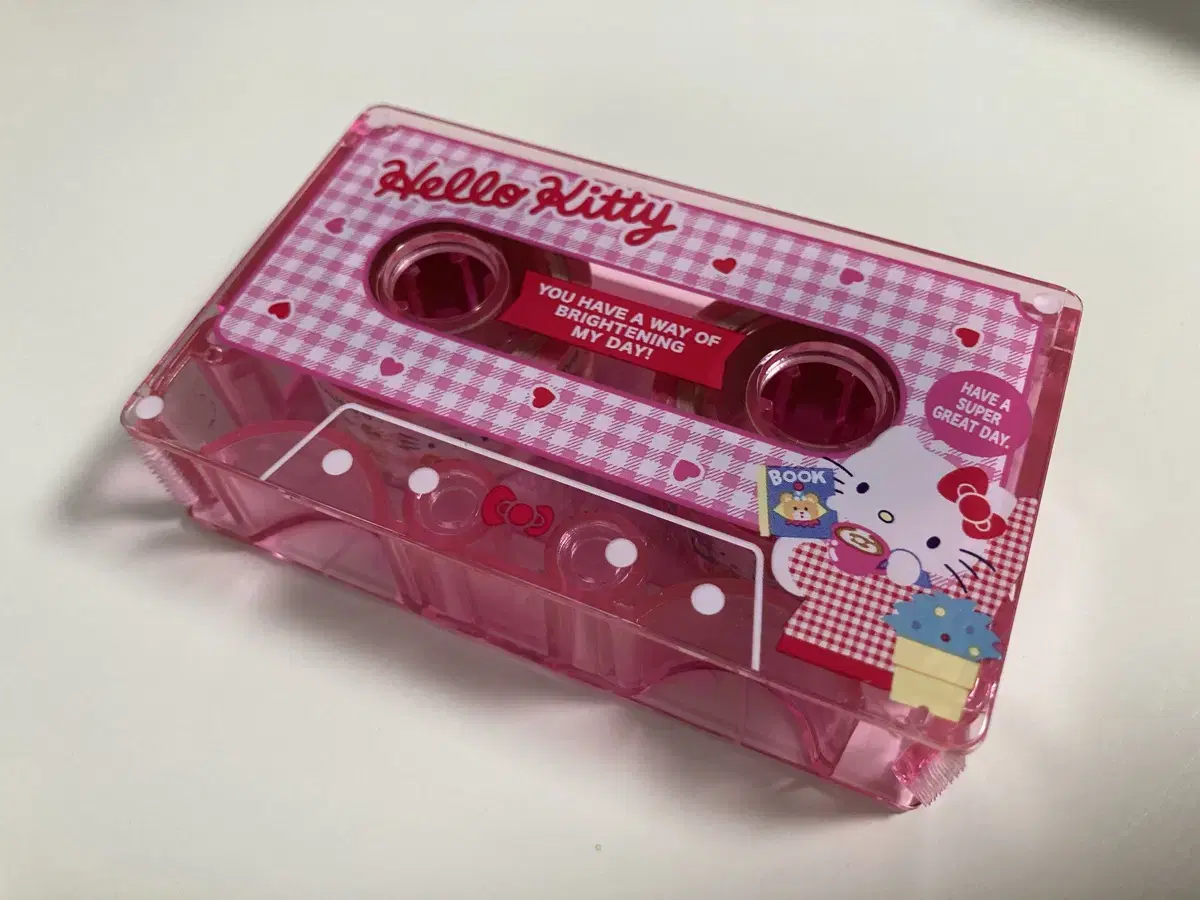 Hello Kitty
YOU HAVE A WAY OF
BRIGHTENING
MY DAY!
HAVE A
SUPER
GREAT DAY.
BOOK